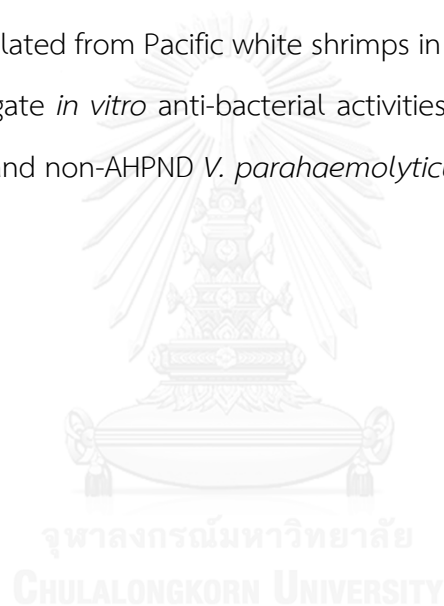 lated from Pacific white shrimps in
gate in vitro anti-bacterial activities
nd non-AHPND V. parahaemolyticu
จุฬาลงกรณ์มหาวิทยาลัย
CHULALONGKORN UNIVERSITY